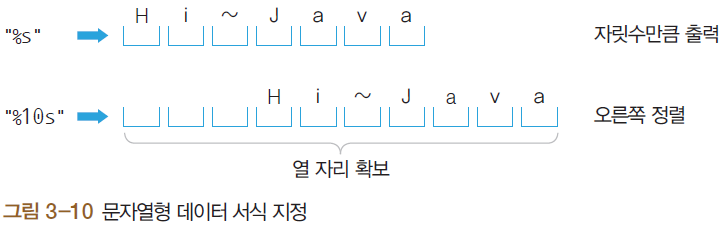 "%s" H i ~ J a v a 자릿수만큼 출력
"%10s" H i ~ J a v a 오른쪽 정렬
열 자리 확보
그림 3-10 문자열형 데이터 서식 지정